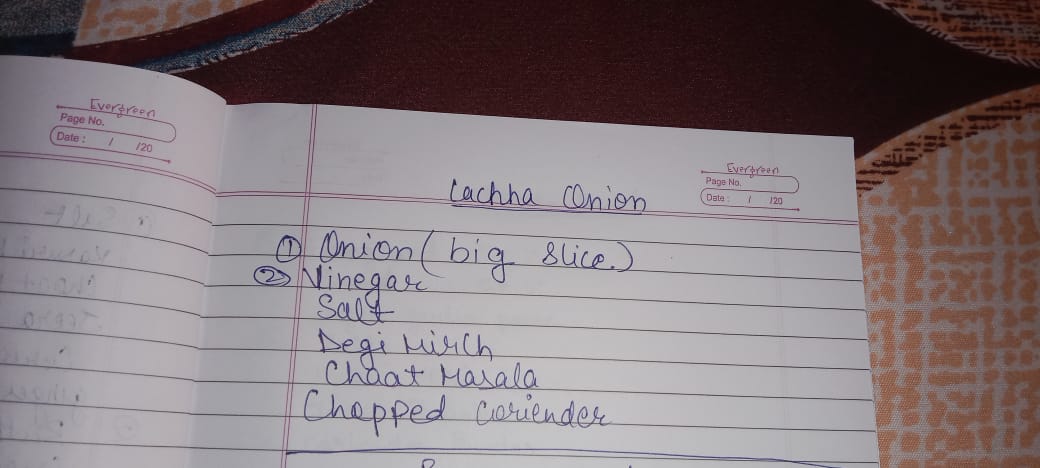 Evergreen
Page No.
Date : / /20
Evergreen
Page No.
Date : / /20
Lachha Onion
① Onion ( big slice.)
② Vinegar
Salt
Degi Mirch
Chaat Masala
Chopped Coriender